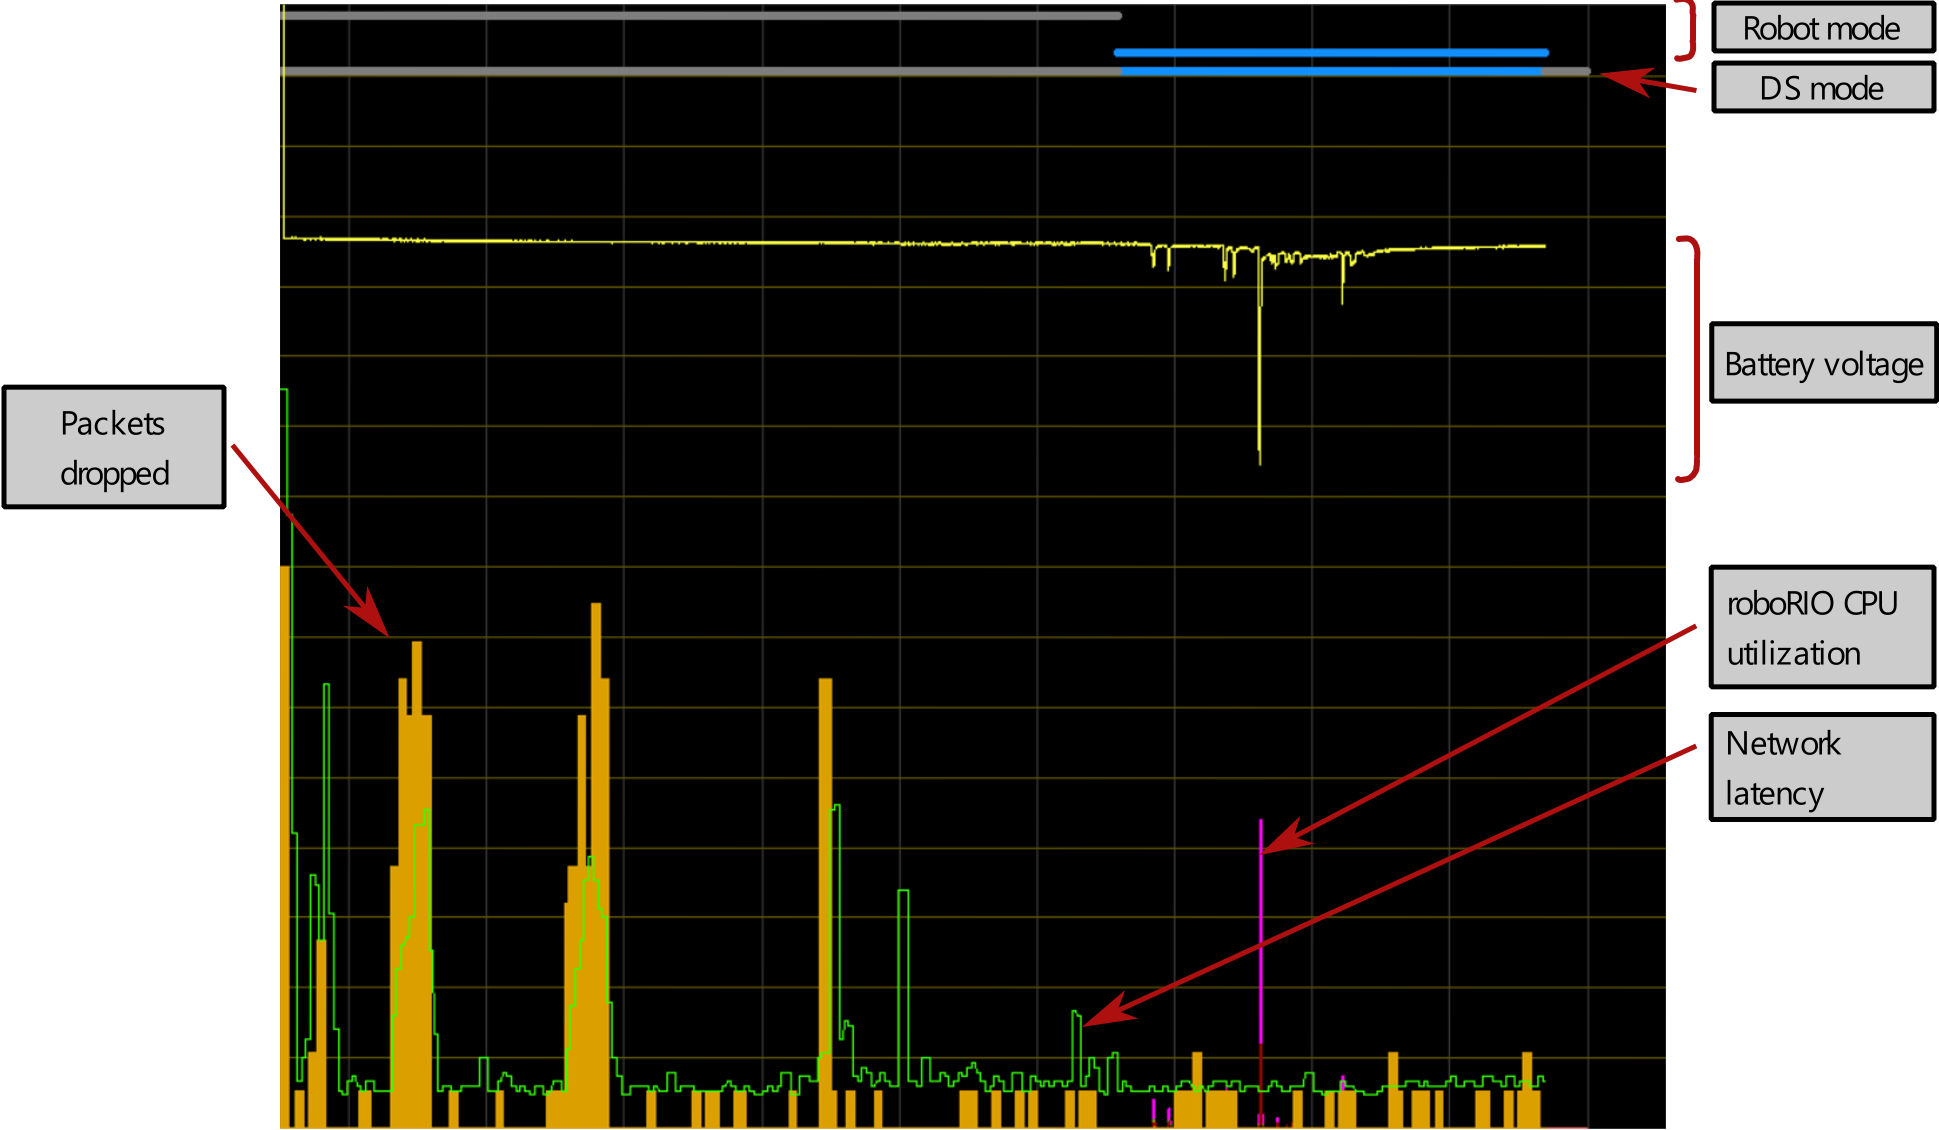 Robot mode
DS mode
Battery voltage
Packets
dropped
roboRIO CPU
utilization
Network
latency